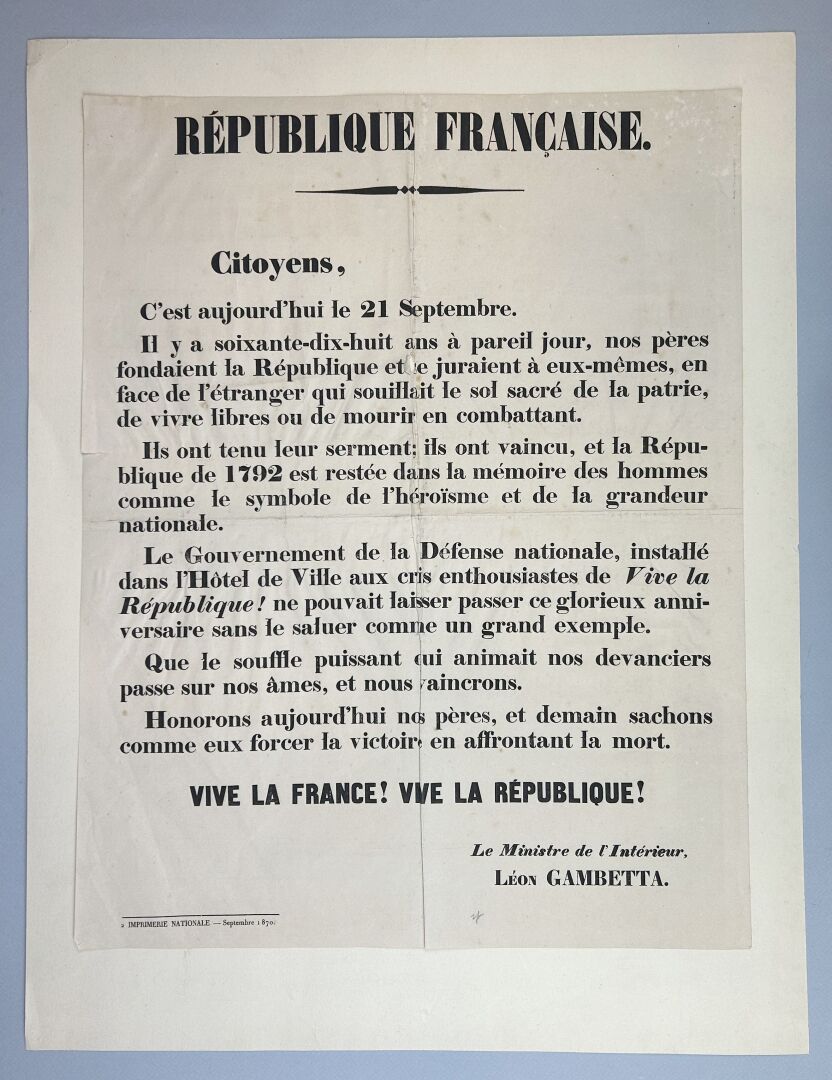 RÉPUBLIQUE FRANÇAISE.
Citoyens,
C'est aujourd'hui le 21 Septembre.
Il y a soixante-dix-huit ans à pareil jour, nos pères
fondaient la République et se juraient à eux-mêmes, en
face de l'étranger qui souillait le sol sacré de la patrie,
de vivre libres ou de mourir en combattant.
Ils ont tenu leur serment; ils ont vaincu, et la Répu-
blique de 1792 est restée dans la mémoire des hommes
comme le symbole de l'héroïsme et de la grandeur
nationale.
Le Gouvernement de la Défense nationale, installé
dans l'Hôtel de Ville aux cris enthousiastes de Vive la
République! ne pouvait laisser passer ce glorieux anni-
versaire sans le saluer comme un grand exemple.
Que le souffle puissant qui animait nos devanciers
passe sur nos âmes, et nous vaincrons.
Honorons aujourd'hui nos pères, et demain sachons
comme eux forcer la victoire en affrontant la mort.
VIVE LA FRANCE! VIVE LA RÉPUBLIQUE!
Le Ministre de l'Intérieur,
LÉON GAMBETTA.
2 IMPRIMERIE NATIONALE — Septembre 1870.